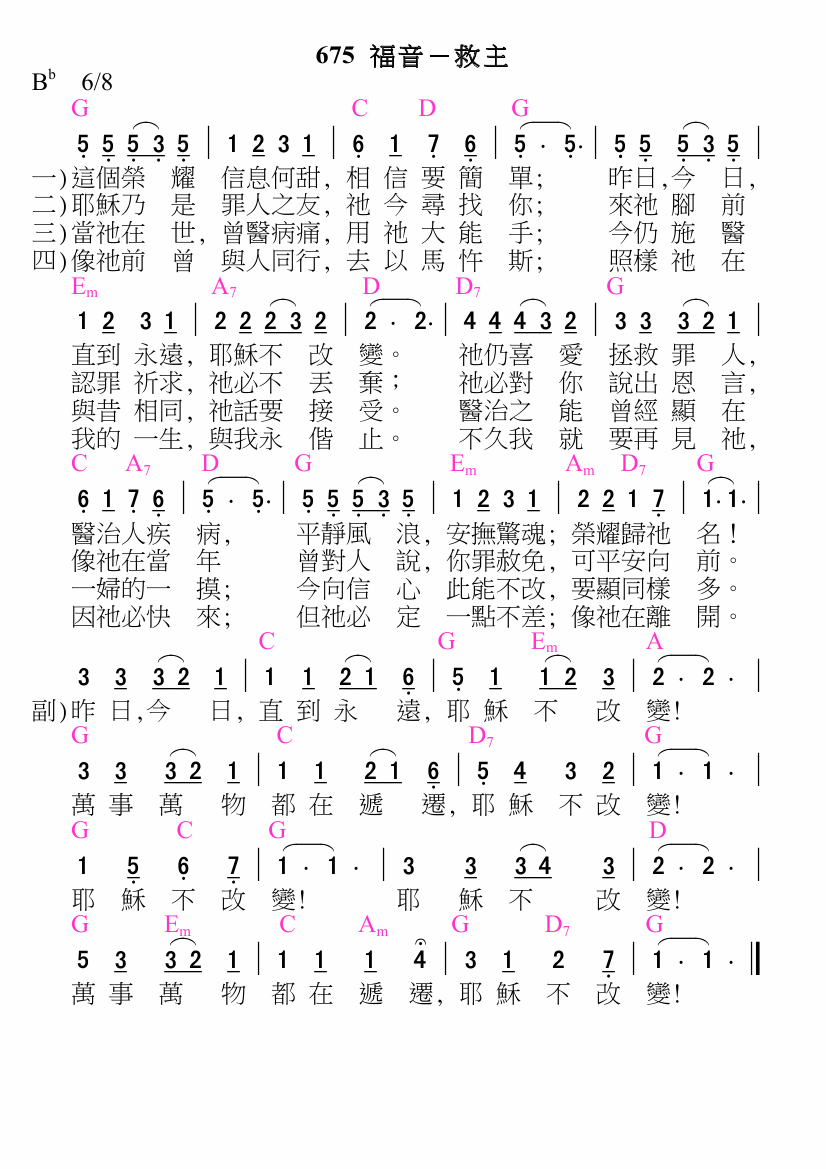 675 福音－救主
B♭ 6/8
G C D G
5 5 5 3 5 | 1 2 3 1 | 6 1 7 6 | 5 · 5· | 5 5 5 3 5 |
一)這個榮 耀 信息何甜, 相 信 要 簡 單; 昨日,今 日,
二)耶穌乃 是 罪人之友, 祂 今 尋 找 你; 來祂 腳 前
三)當祂在 世, 曾醫病痛, 用 祂 大 能 手; 今仍 施 醫
四)像祂前 曾 與人同行, 去 以 馬 忤 斯; 照樣 祂 在
Em A7 D D7 G
1 2 3 1 | 2 2 2 3 2 | 2 · 2· | 4 4 4 3 2 | 3 3 3 2 1 |
直到 永遠, 耶穌不 改 變。 祂仍喜 愛 拯救 罪 人,
認罪 祈求, 祂必不 丟 棄； 祂必對 你 說出 恩 言,
與昔 相同, 祂話要 接 受。 醫治之 能 曾經 顯 在
我的 一生, 與我永 偕 止。 不久我 就 要再 見 祂,
C A7 D G Em Am D7 G
6 1 7 6 | 5 · 5· | 5 5 5 3 5 | 1 2 3 1 | 2 2 1 7 | 1· 1· |
醫治人疾 病, 平靜風 浪, 安撫驚魂; 榮耀歸祂 名!
像祂在當 年 曾對人 說, 你罪赦免, 可平安向 前。
一婦的一 摸; 今向信 心 此能不改, 要顯同樣 多。
因祂必快 來; 但祂必 定 一點不差; 像祂在離 開。
C G Em A
3 3 3 2 1 | 1 1 2 1 6 | 5 1 1 2 3 | 2 · 2 · |
副)昨 日,今 日, 直 到 永 遠, 耶 穌 不 改 變!
G C D7 G
3 3 3 2 1 | 1 1 2 1 6 | 5 4 3 2 | 1 · 1 · |
萬 事 萬 物 都 在 遞 遷, 耶 穌 不 改 變!
G C G D
1 5 6 7 | 1 · 1 · | 3 3 3 4 3 | 2 · 2 · |
耶 穌 不 改 變! 耶 穌 不 改 變!
G Em C Am G D7 G
5 3 3 2 1 | 1 1 1 4 | 3 1 2 7 | 1 · 1 · ‖
萬 事 萬 物 都 在 遞 遷, 耶 穌 不 改 變!